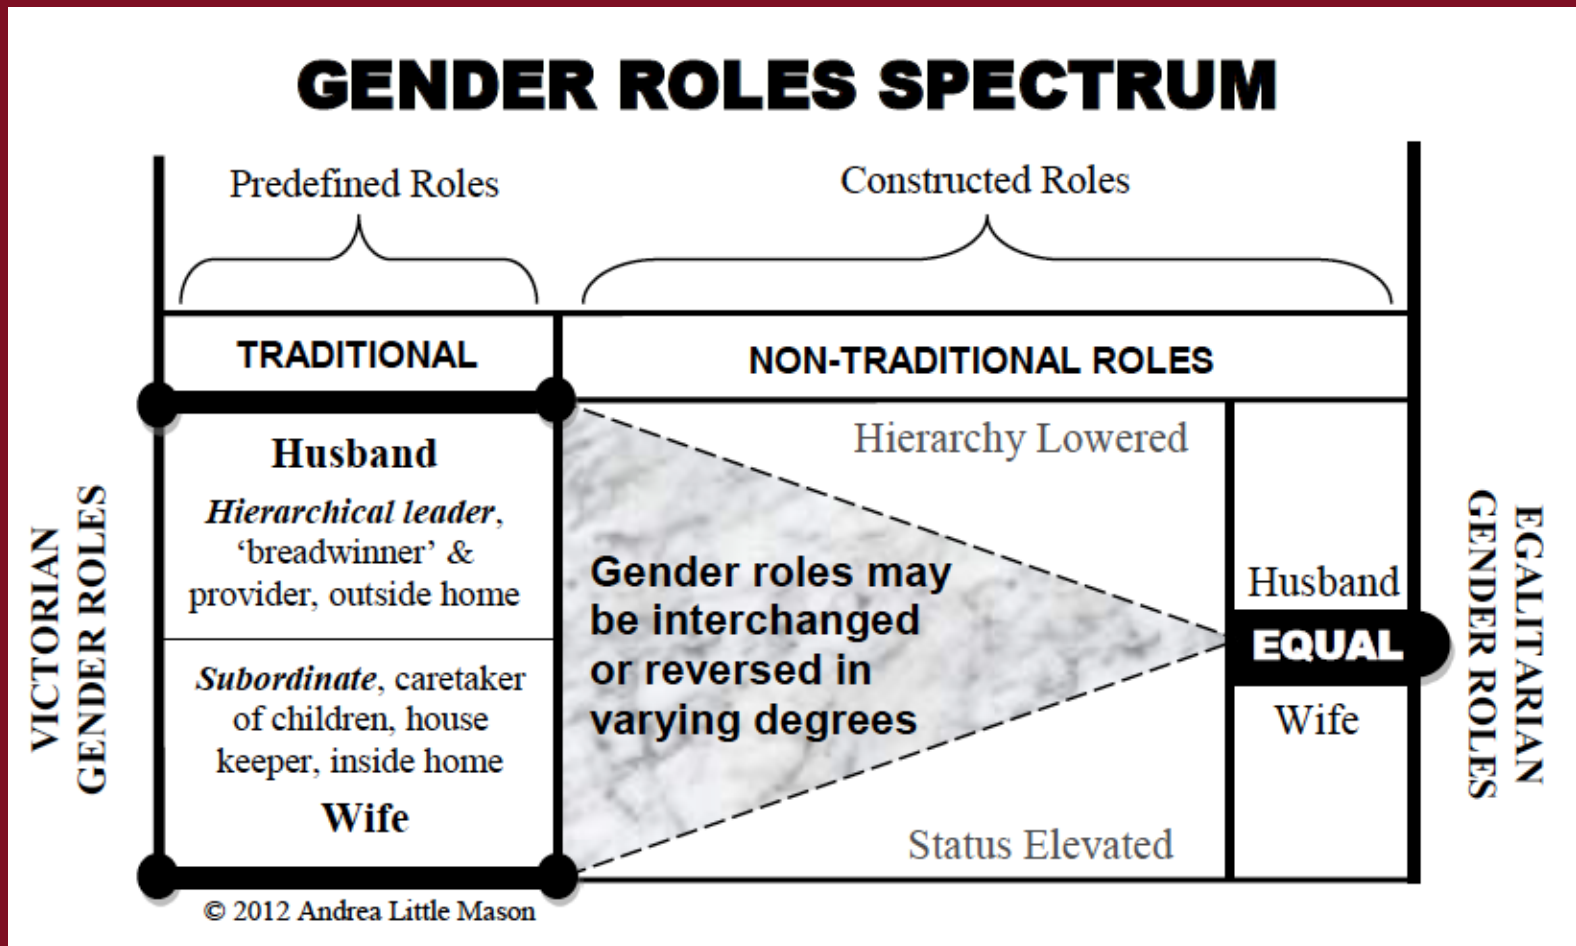 GENDER ROLES SPECTRUM
Predefined Roles
Constructed Roles
TRADITIONAL
NON-TRADITIONAL ROLES
VICTORIAN
GENDER ROLES
Husband
Hierarchical leader,
‘breadwinner’ &
provider, outside home
Subordinate, caretaker
of children, house
keeper, inside home
Wife
Hierarchy Lowered
Gender roles may
be interchanged
or reversed in
varying degrees
Status Elevated
Husband
EQUAL
Wife
EGALITARIAN
GENDER ROLES
© 2012 Andrea Little Mason